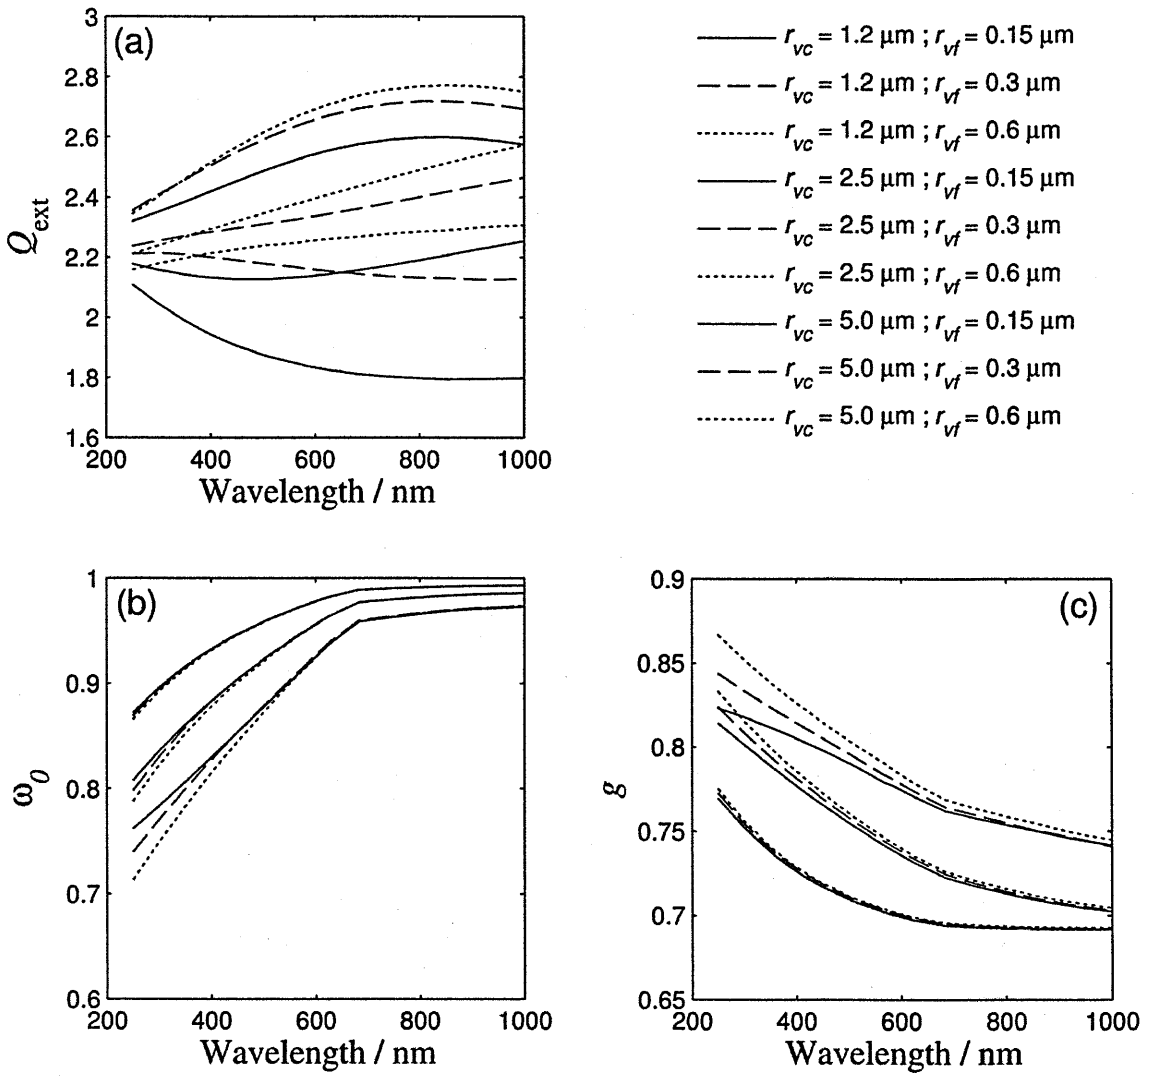 3
2.8
2.6
2.4
2.2
2
1.8
1.6
(a)
Q_ext
200 400 600 800 1000
Wavelength / nm
r_vc = 1.2 μm ; r_vf = 0.15 μm
r_vc = 1.2 μm ; r_vf = 0.3 μm
r_vc = 1.2 μm ; r_vf = 0.6 μm
r_vc = 2.5 μm ; r_vf = 0.15 μm
r_vc = 2.5 μm ; r_vf = 0.3 μm
r_vc = 2.5 μm ; r_vf = 0.6 μm
r_vc = 5.0 μm ; r_vf = 0.15 μm
r_vc = 5.0 μm ; r_vf = 0.3 μm
r_vc = 5.0 μm ; r_vf = 0.6 μm
1
0.9
0.8
0.7
0.6
(b)
ω_0
200 400 600 800 1000
Wavelength / nm
0.9
0.85
0.8
0.75
0.7
0.65
(c)
g
200 400 600 800 1000
Wavelength / nm